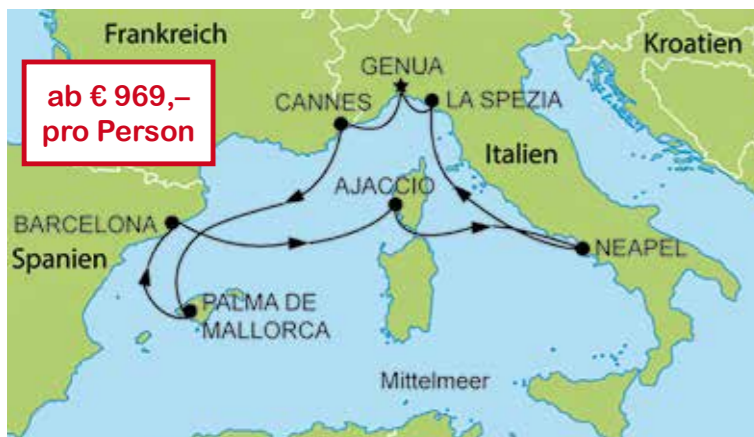 Frankreich
Kroatien
ab € 969,–
pro Person
GENUA
CANNES
LA SPEZIA
Italien
AJACCIO
BARCELONA
NEAPEL
Spanien
PALMA DE
MALLORCA
Mittelmeer